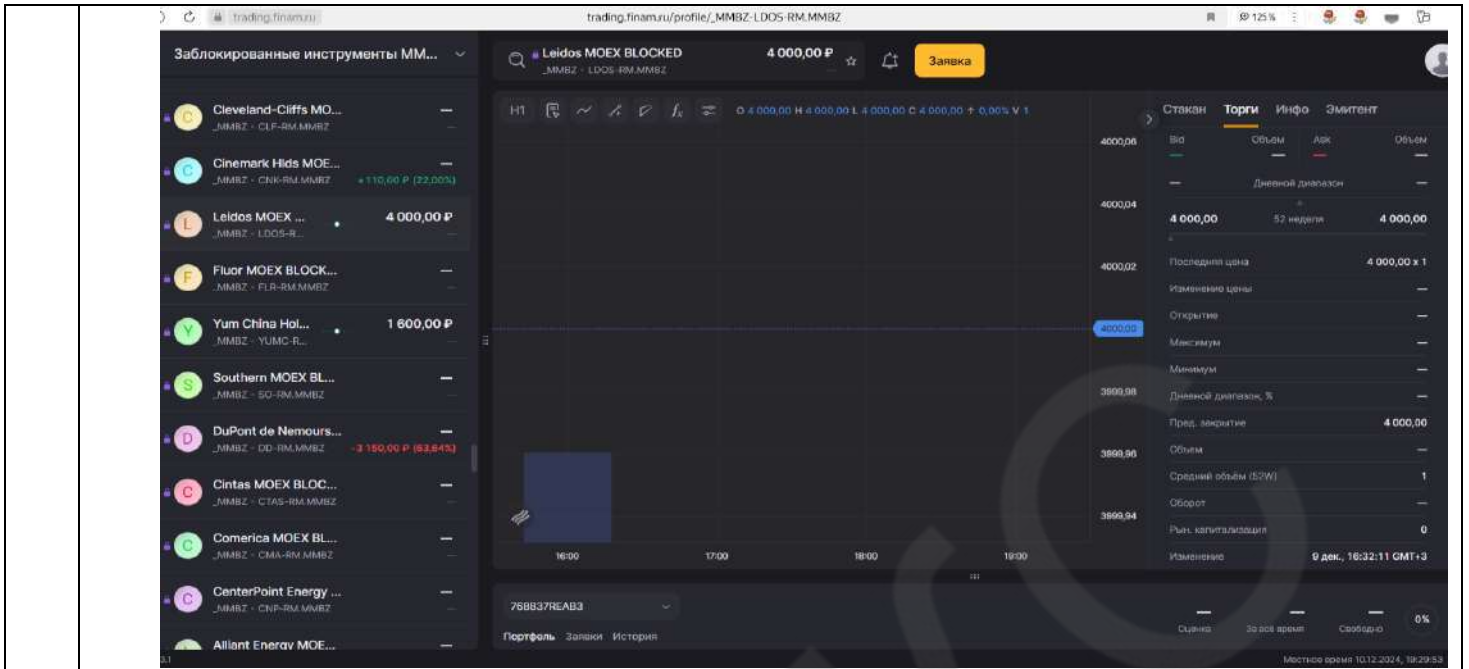 trading.finam.ru
trading.finam.ru/profile/_MMBZ-LDOS-RM.MMBZ
125 %
Заблокированные инструменты MM...
Leidos MOEX BLOCKED
4 000,00 ₽
_MMBZ · LDOS-RM.MMBZ
—
Заявка
Cleveland-Cliffs MO...
—
_MMBZ · CLF-RM.MMBZ
—
Cinemark Hlds MOE...
—
_MMBZ · CNK-RM.MMBZ
+110,00 ₽ (22,00%)
Leidos MOEX ...
4 000,00 ₽
_MMBZ · LDOS-R...
—
Fluor MOEX BLOCK...
—
_MMBZ · FLR-RM.MMBZ
—
Yum China Hol...
1 600,00 ₽
_MMBZ · YUMC-R...
—
Southern MOEX BL...
—
_MMBZ · SO-RM.MMBZ
—
DuPont de Nemours...
—
_MMBZ · DD-RM.MMBZ
-3 150,00 ₽ (63,64%)
Cintas MOEX BLOC...
—
_MMBZ · CTAS-RM.MMBZ
—
Comerica MOEX BL...
—
_MMBZ · CMA-RM.MMBZ
—
CenterPoint Energy ...
—
_MMBZ · CNP-RM.MMBZ
—
Alliant Energy MOE...
—
H1
O 4 000,00 H 4 000,00 L 4 000,00 C 4 000,00 ↑ 0,00% V 1
4000,06
4000,04
4000,02
4000,00
3999,98
3999,96
3999,94
16:00 17:00 18:00 19:00
Стакан Торги Инфо Эмитент
Bid Объем Ask Объем
— — — —
— Дневной диапазон —
4 000,00 52 недели 4 000,00
Последняя цена 4 000,00 x 1
Изменение цены —
Открытие —
Максимум —
Минимум —
Дневной диапазон, % —
Пред. закрытие 4 000,00
Объем —
Средний объём (52W) 1
Оборот —
Рын. капитализация 0
Изменение 9 дек., 16:32:11 GMT+3
768837REAB3
Портфель Заявки История
— — — 0%
Оценка За всё время Свободно
Местное время 10.12.2024, 19:29:53